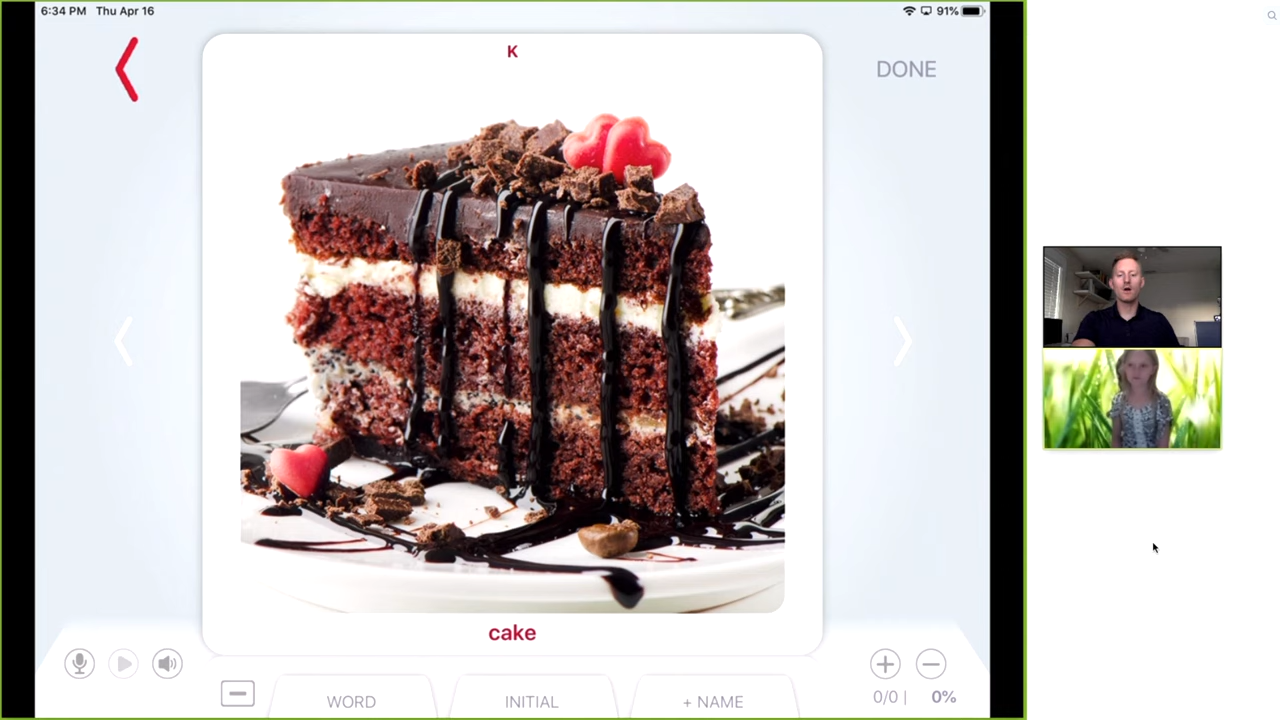 6:34 PM Thu Apr 16
91%
K
DONE
cake
WORD
INITIAL
+ NAME
0/0 | 0%